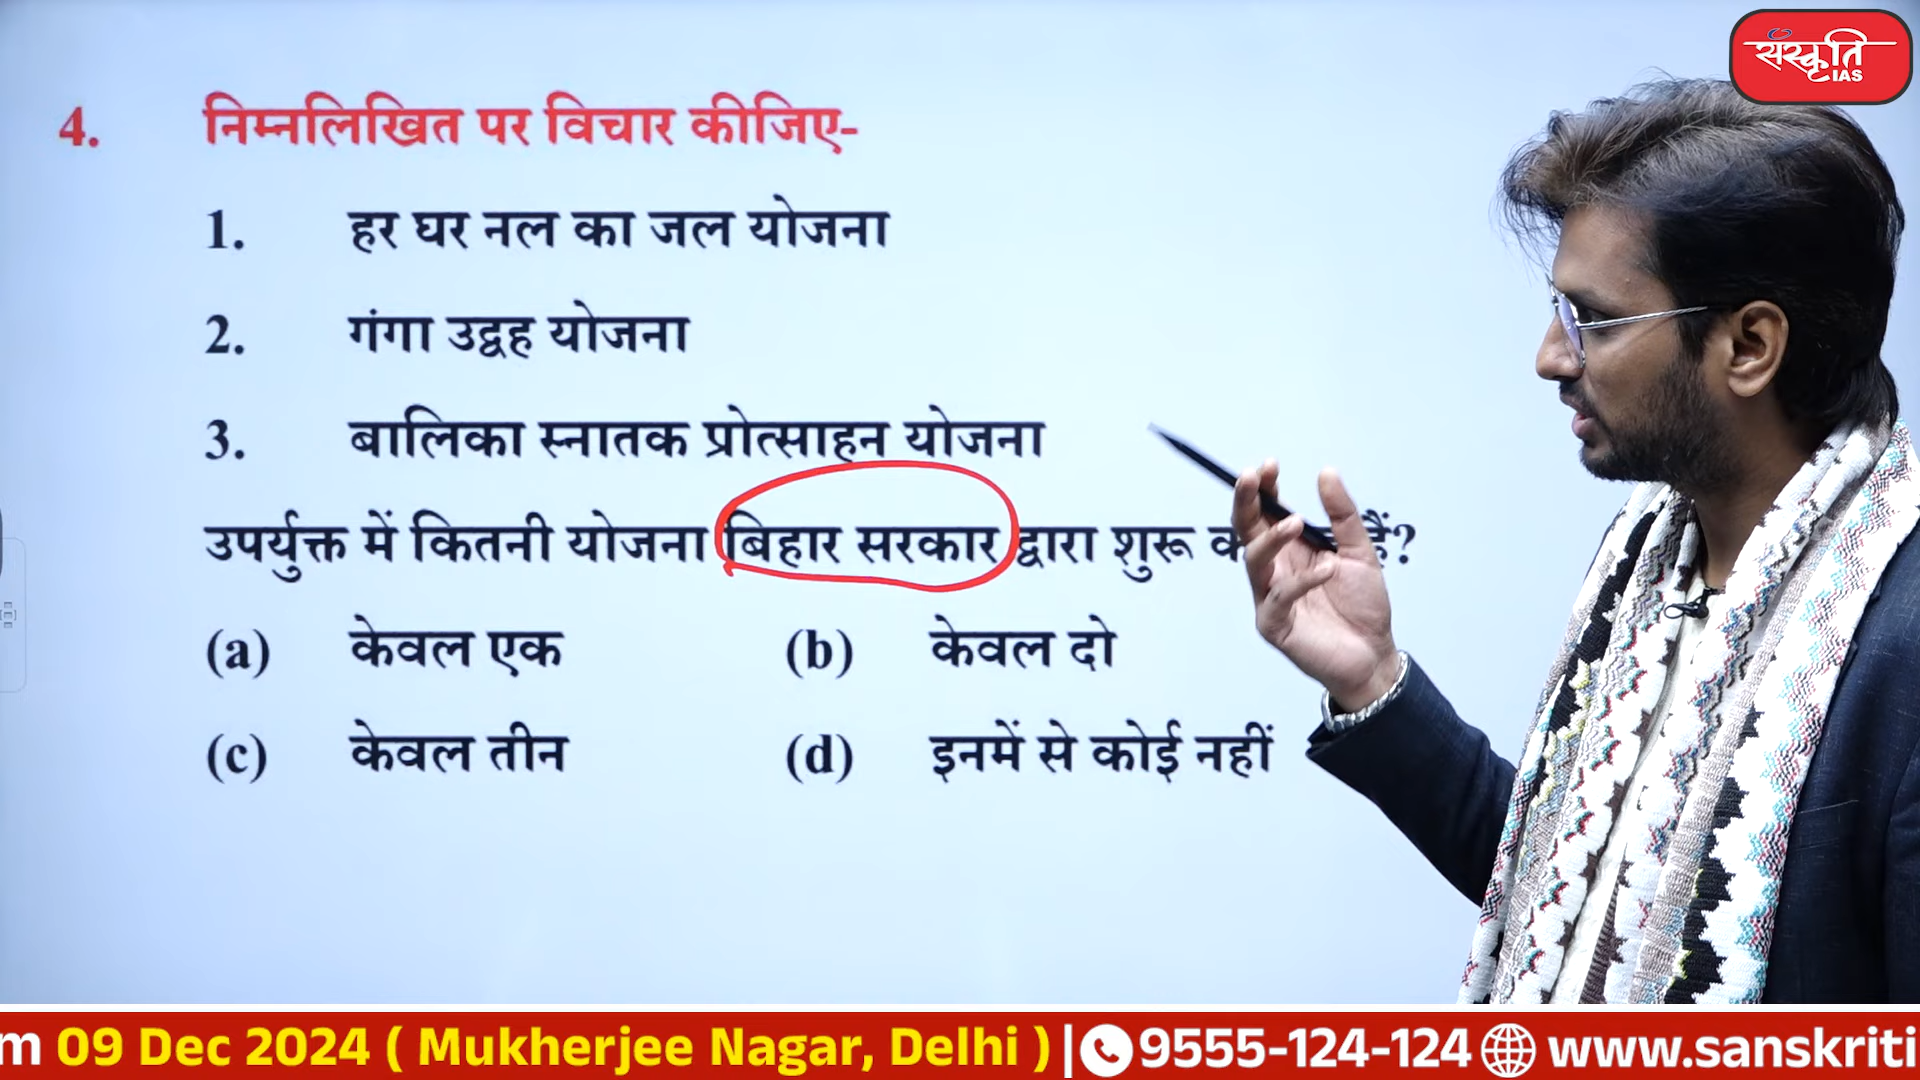 संस्कृति
IAS
4. निम्नलिखित पर विचार कीजिए-
1. हर घर नल का जल योजना
2. गंगा उद्वह योजना
3. बालिका स्नातक प्रोत्साहन योजना
उपर्युक्त में कितनी योजना बिहार सरकार द्वारा शुरू हैं?
(a) केवल एक (b) केवल दो
(c) केवल तीन (d) इनमें से कोई नहीं
m 09 Dec 2024 ( Mukherjee Nagar, Delhi ) | 9555-124-124 www.sanskriti